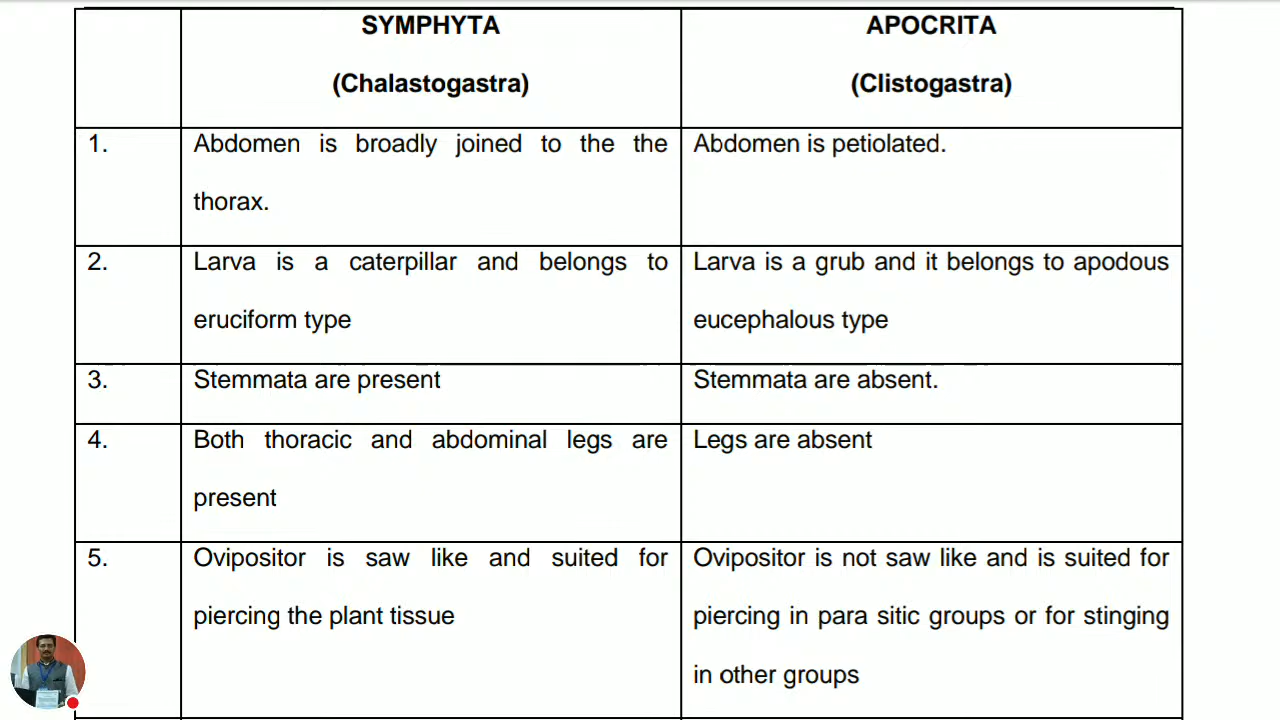 SYMPHYTA
(Chalastogastra)
APOCRITA
(Clistogastra)
1.
Abdomen is broadly joined to the the
thorax.
Abdomen is petiolated.
2.
Larva is a caterpillar and belongs to
eruciform type
Larva is a grub and it belongs to apodous
eucephalous type
3.
Stemmata are present
Stemmata are absent.
4.
Both thoracic and abdominal legs are
present
Legs are absent
5.
Ovipositor is saw like and suited for
piercing the plant tissue
Ovipositor is not saw like and is suited for
piercing in para sitic groups or for stinging
in other groups